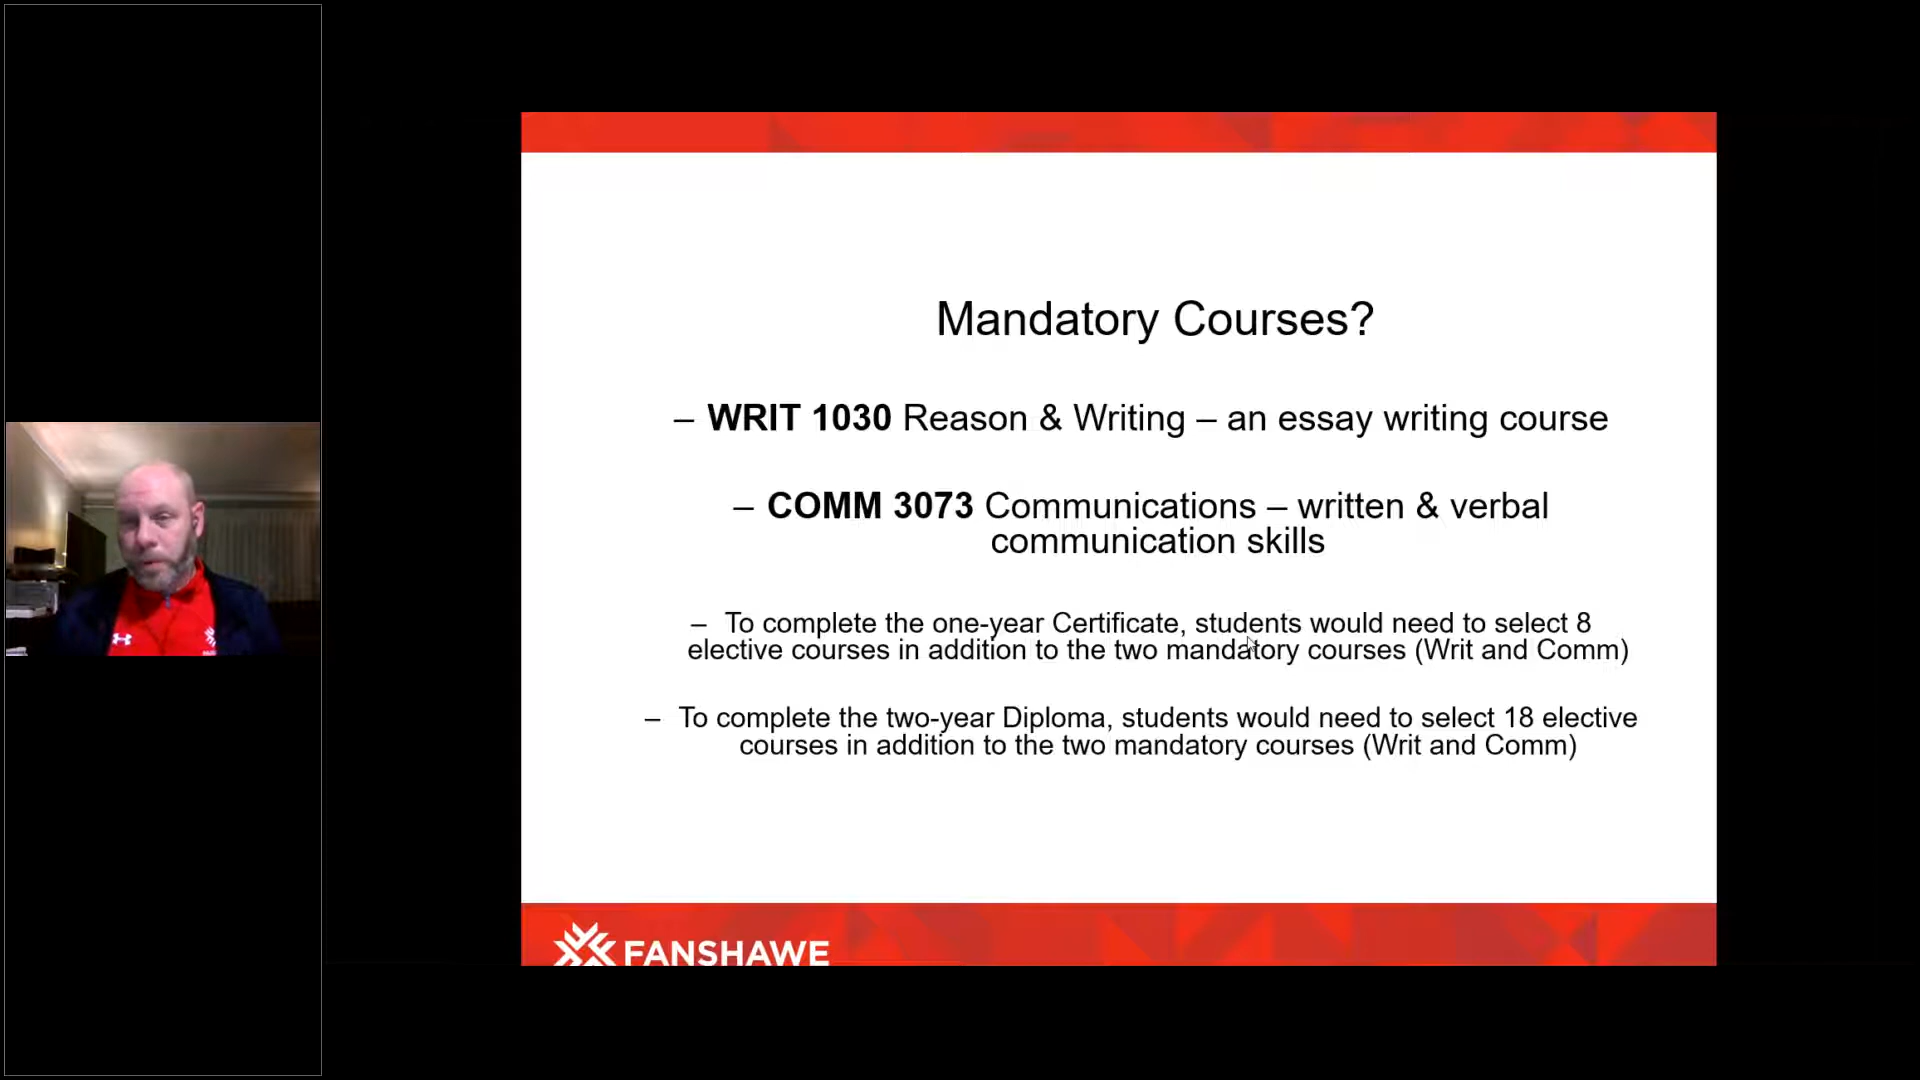 Mandatory Courses?
– WRIT 1030 Reason & Writing – an essay writing course
– COMM 3073 Communications – written & verbal
communication skills
– To complete the one-year Certificate, students would need to select 8
elective courses in addition to the two mandatory courses (Writ and Comm)
– To complete the two-year Diploma, students would need to select 18 elective
courses in addition to the two mandatory courses (Writ and Comm)
FANSHAWE